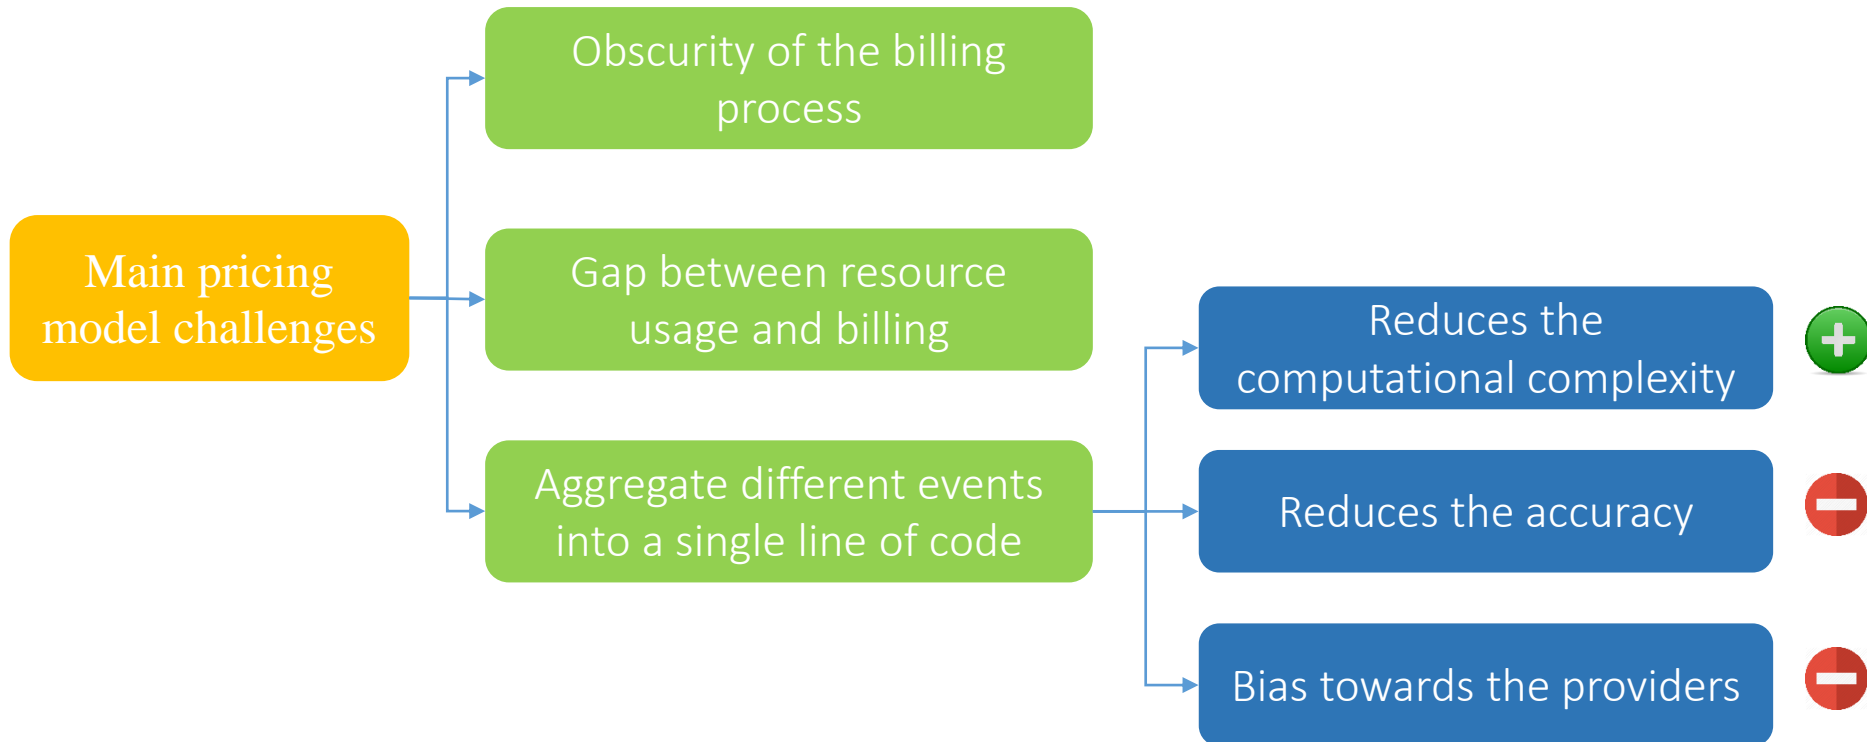 Main pricing
model challenges
Obscurity of the billing
process
Gap between resource
usage and billing
Aggregate different events
into a single line of code
Reduces the
computational complexity
Reduces the accuracy
Bias towards the providers